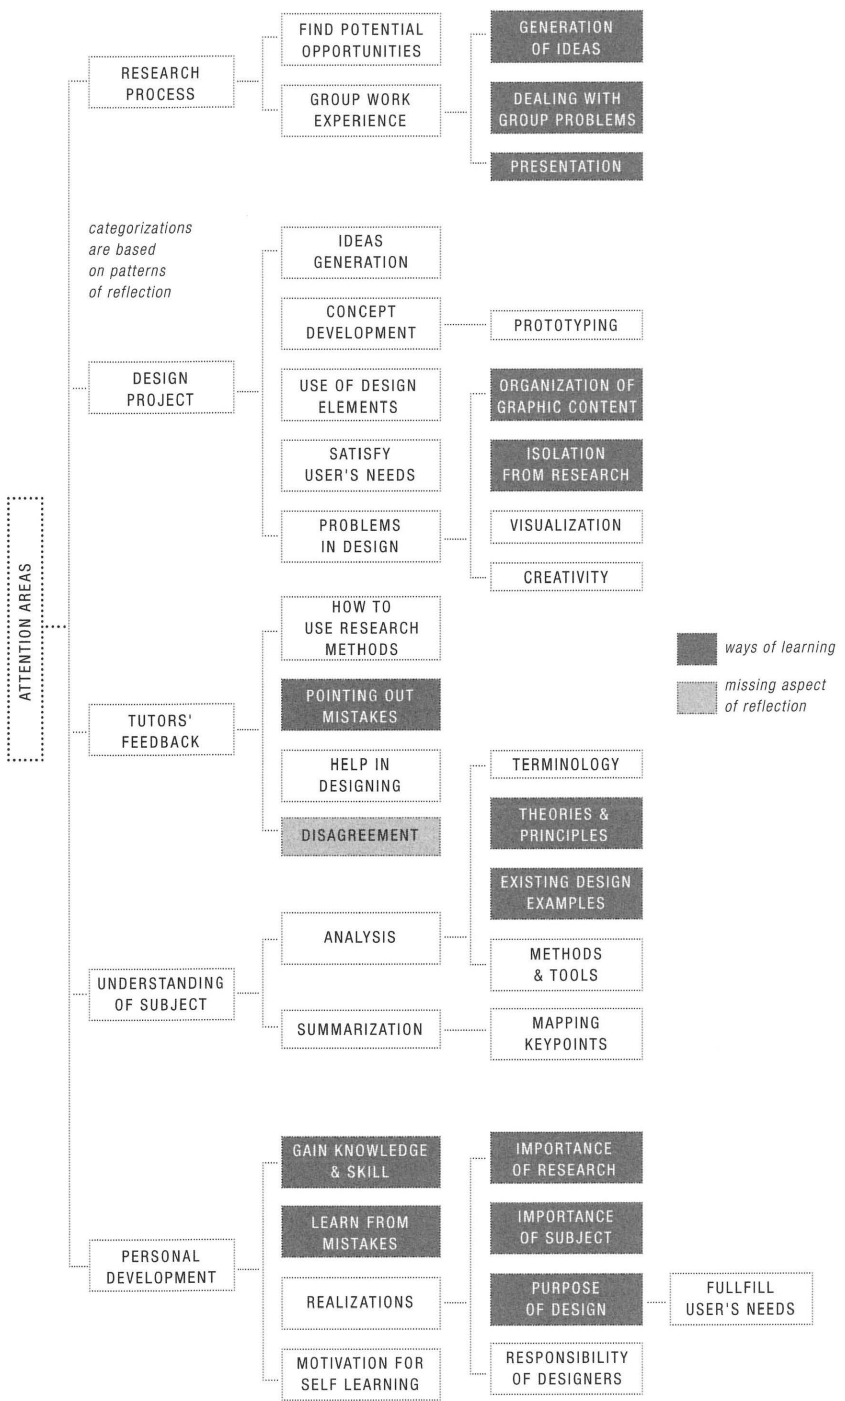 ATTENTION AREAS
RESEARCH
PROCESS
FIND POTENTIAL
OPPORTUNITIES
GROUP WORK
EXPERIENCE
GENERATION
OF IDEAS
DEALING WITH
GROUP PROBLEMS
PRESENTATION
categorizations
are based
on patterns
of reflection
DESIGN
PROJECT
IDEAS
GENERATION
CONCEPT
DEVELOPMENT
PROTOTYPING
USE OF DESIGN
ELEMENTS
SATISFY
USER'S NEEDS
PROBLEMS
IN DESIGN
ORGANIZATION OF
GRAPHIC CONTENT
ISOLATION
FROM RESEARCH
VISUALIZATION
CREATIVITY
TUTORS'
FEEDBACK
HOW TO
USE RESEARCH
METHODS
POINTING OUT
MISTAKES
HELP IN
DESIGNING
DISAGREEMENT
ways of learning
missing aspect
of reflection
UNDERSTANDING
OF SUBJECT
ANALYSIS
TERMINOLOGY
THEORIES &
PRINCIPLES
EXISTING DESIGN
EXAMPLES
METHODS
& TOOLS
SUMMARIZATION
MAPPING
KEYPOINTS
PERSONAL
DEVELOPMENT
GAIN KNOWLEDGE
& SKILL
LEARN FROM
MISTAKES
REALIZATIONS
IMPORTANCE
OF RESEARCH
IMPORTANCE
OF SUBJECT
PURPOSE
OF DESIGN
FULLFILL
USER'S NEEDS
RESPONSIBILITY
OF DESIGNERS
MOTIVATION FOR
SELF LEARNING